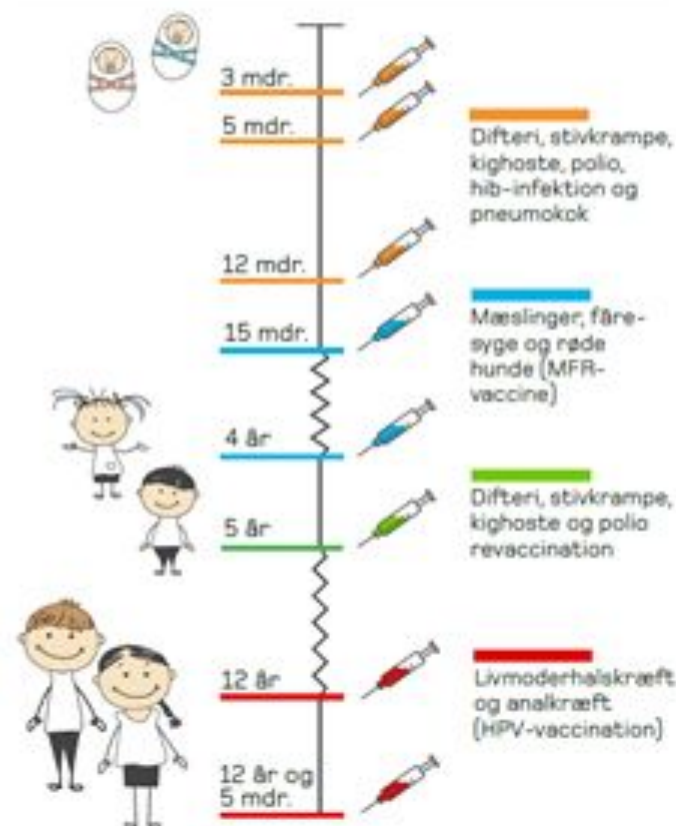 3 mdr.
5 mdr.
Difteri, stivkrampe,
kighoste, polio,
hib-infektion og
pneumokok
12 mdr.
15 mdr.
Mæslinger, fåre-
syge og røde
hunde (MFR-
vaccine)
4 år
5 år
Difteri, stivkrampe,
kighoste og polio
revaccination
12 år
Livmoderhalskræft
og analkræft
(HPV-vaccination)
12 år og
5 mdr.